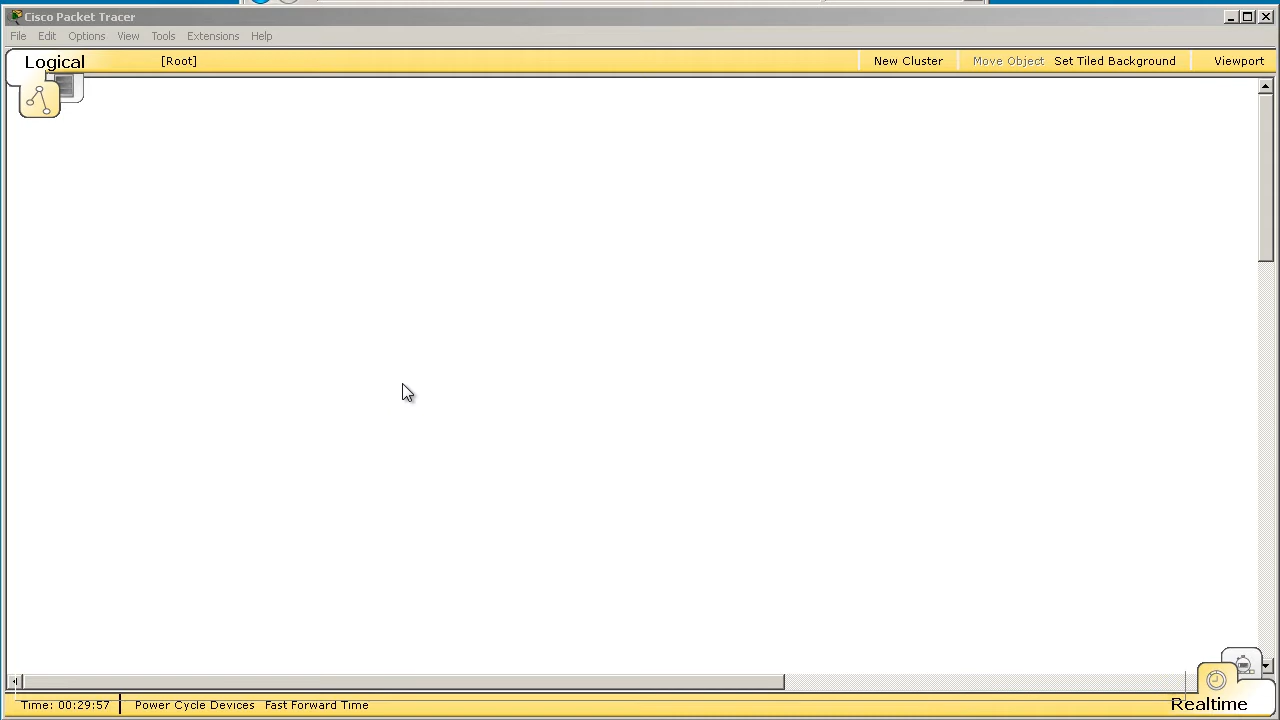 Cisco Packet Tracer
File Edit Options View Tools Extensions Help
Logical [Root] New Cluster Move Object Set Tiled Background Viewport
Time: 00:29:57 Power Cycle Devices Fast Forward Time Realtime